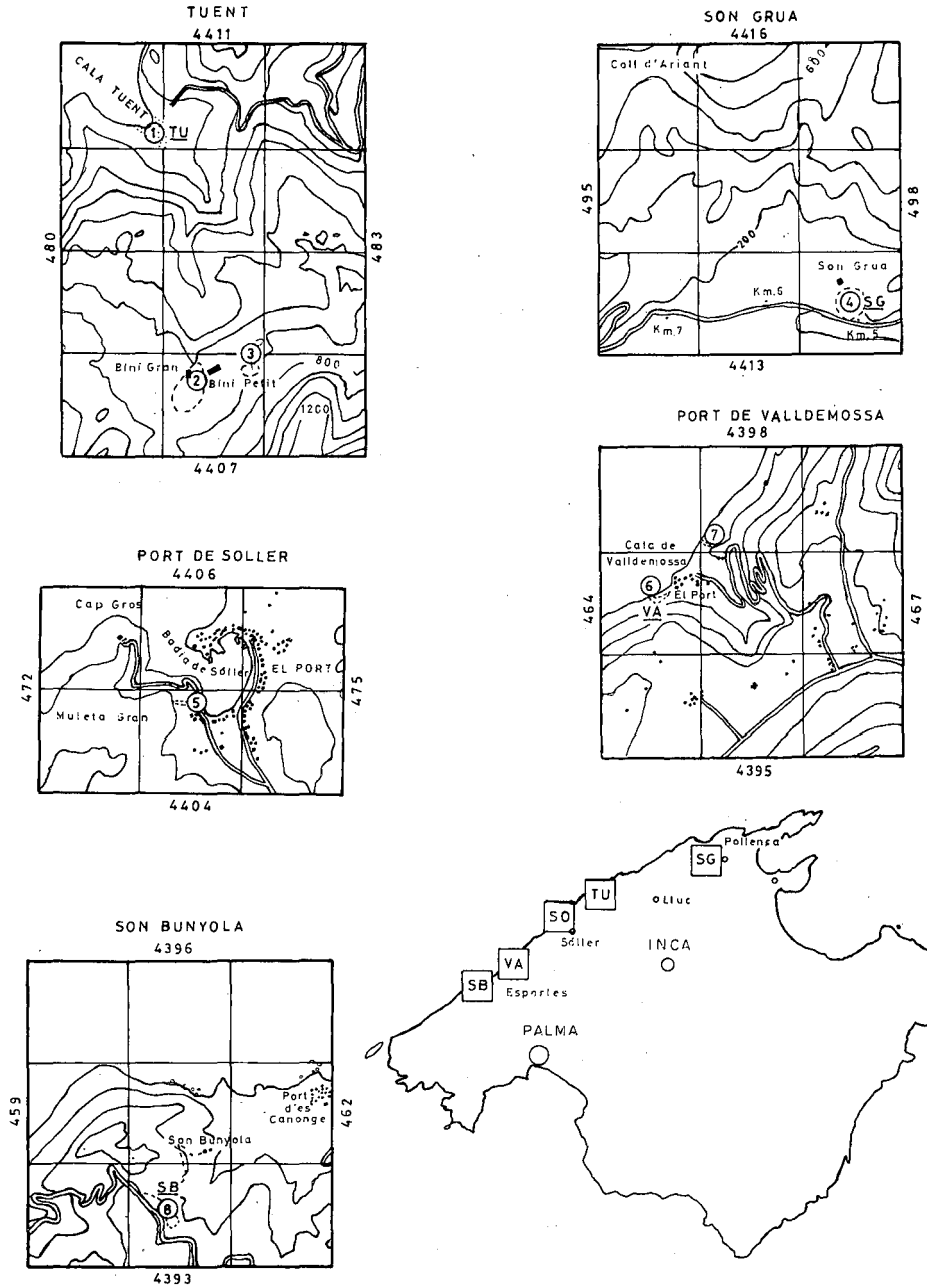 TUENT
4411
CALA TUENT
1 TU
480
483
3
Bini Gran
2
Bini Petit
800
1200
4407
SON GRUA
4416
Coll d'Ariant
600
495
498
200
Son Grua
Km.6
4 SG
Km.7
Km.5
4413
PORT DE VALLDEMOSSA
4398
7
Cala de
Valldemossa
6
El Port
VA
464
467
4395
PORT DE SOLLER
4406
Cap Gros
Badia de Sóller
EL PORT
472
475
5
Muleta Gran
4404
SON BUNYOLA
4396
459
462
Port
d'es
Canonge
Son Bunyola
SB
8
4393
Pollença
SG
TU
Lluc
SO
Sóller
INCA
VA
SB
Esportes
PALMA